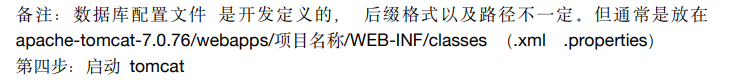 备注：数据库配置文件 是开发定义的， 后缀格式以及路径不一定。但通常是放在
apache-tomcat-7.0.76/webapps/项目名称/WEB-INF/classes （.xml .properties）
第四步：启动 tomcat